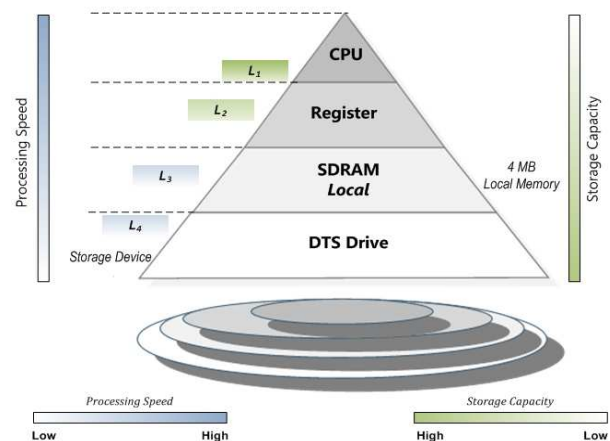 CPU
L1
Register
L2
SDRAM
Local
L3
4 MB
Local Memory
L4
DTS Drive
Storage Device
Processing Speed
Storage Capacity
Processing Speed
Low High
Storage Capacity
High Low